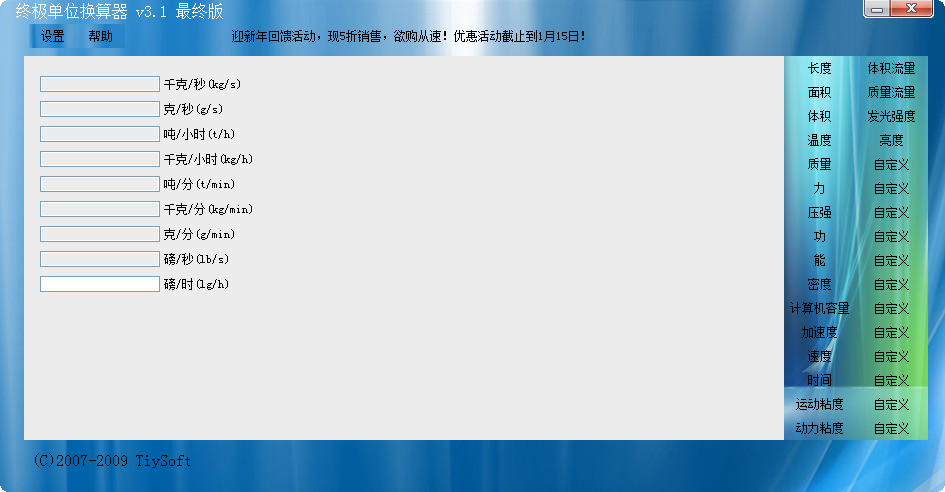 终极单位换算器 v3.1 最终版
设置 帮助 迎新年回馈活动，现5折销售，欲购从速！优惠活动截止到1月15日！
千克/秒(kg/s)
克/秒(g/s)
吨/小时(t/h)
千克/小时(kg/h)
吨/分(t/min)
千克/分(kg/min)
克/分(g/min)
磅/秒(lb/s)
磅/时(lg/h)
长度 体积流量
面积 质量流量
体积 发光强度
温度 亮度
质量 自定义
力 自定义
压强 自定义
功 自定义
能 自定义
密度 自定义
计算机容量 自定义
加速度 自定义
速度 自定义
时间 自定义
运动粘度 自定义
动力粘度 自定义
(C)2007-2009 TiySoft